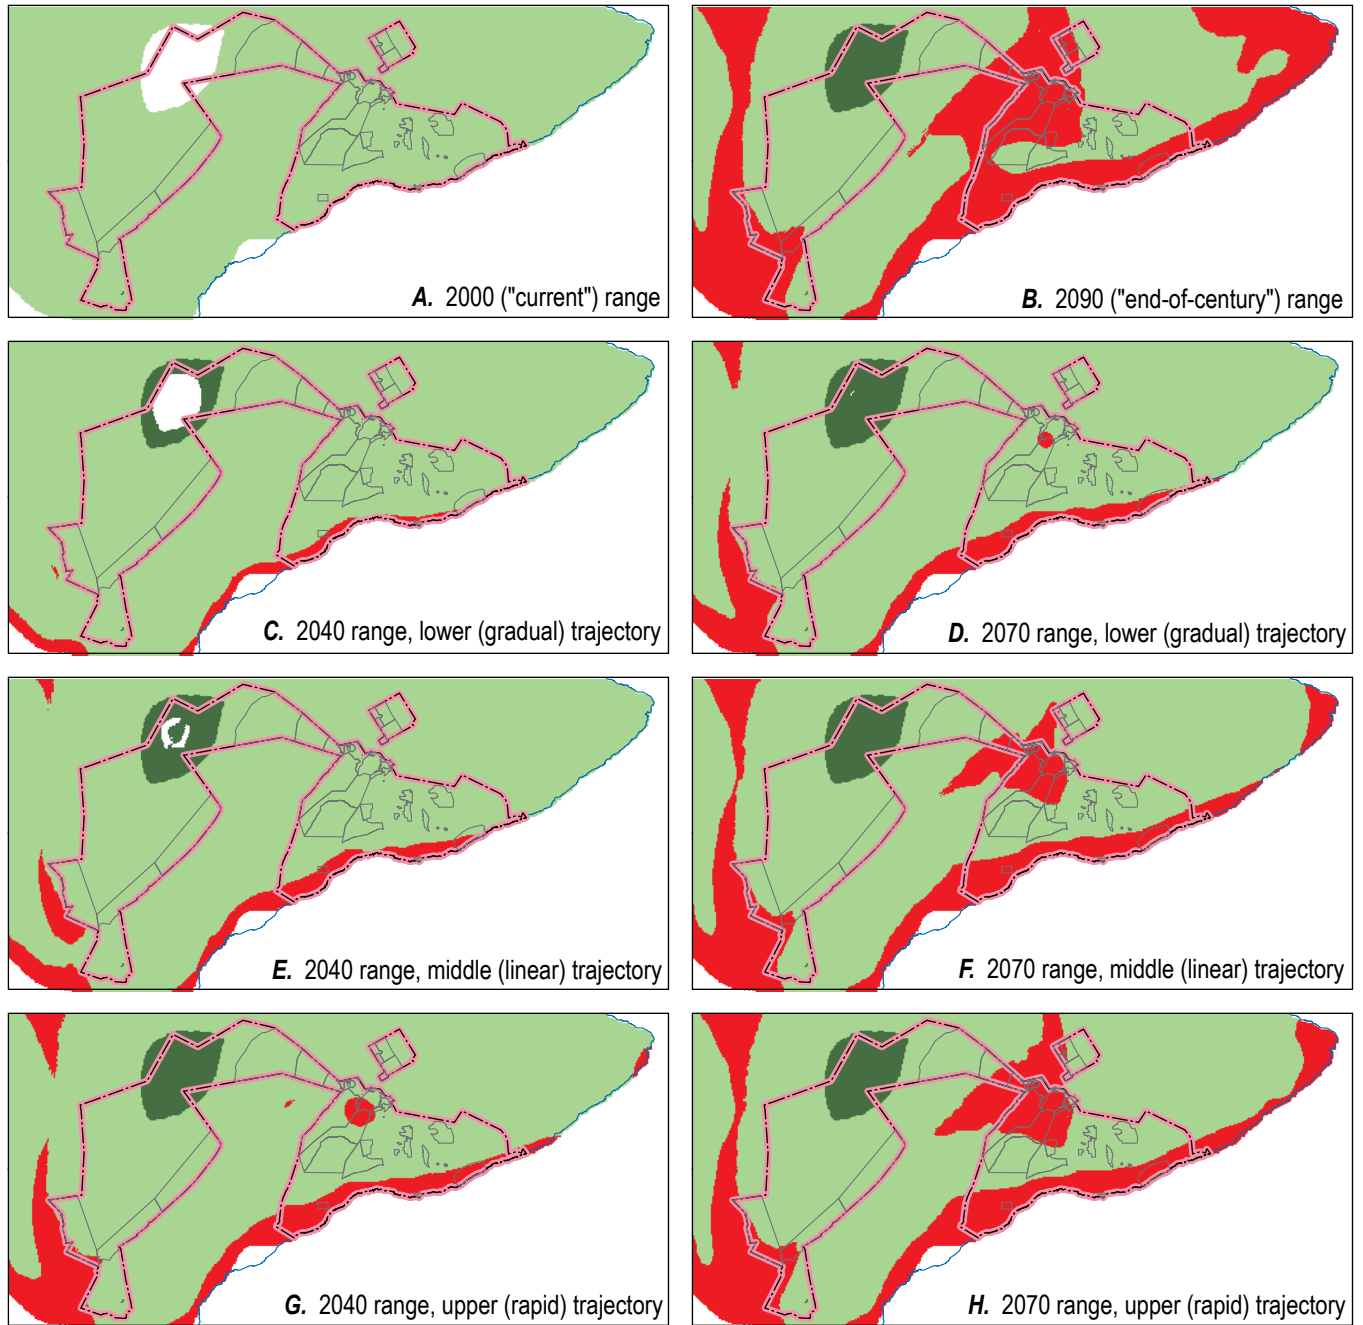 A. 2000 ("current") range
B. 2090 ("end-of-century") range
C. 2040 range, lower (gradual) trajectory
D. 2070 range, lower (gradual) trajectory
E. 2040 range, middle (linear) trajectory
F. 2070 range, middle (linear) trajectory
G. 2040 range, upper (rapid) trajectory
H. 2070 range, upper (rapid) trajectory